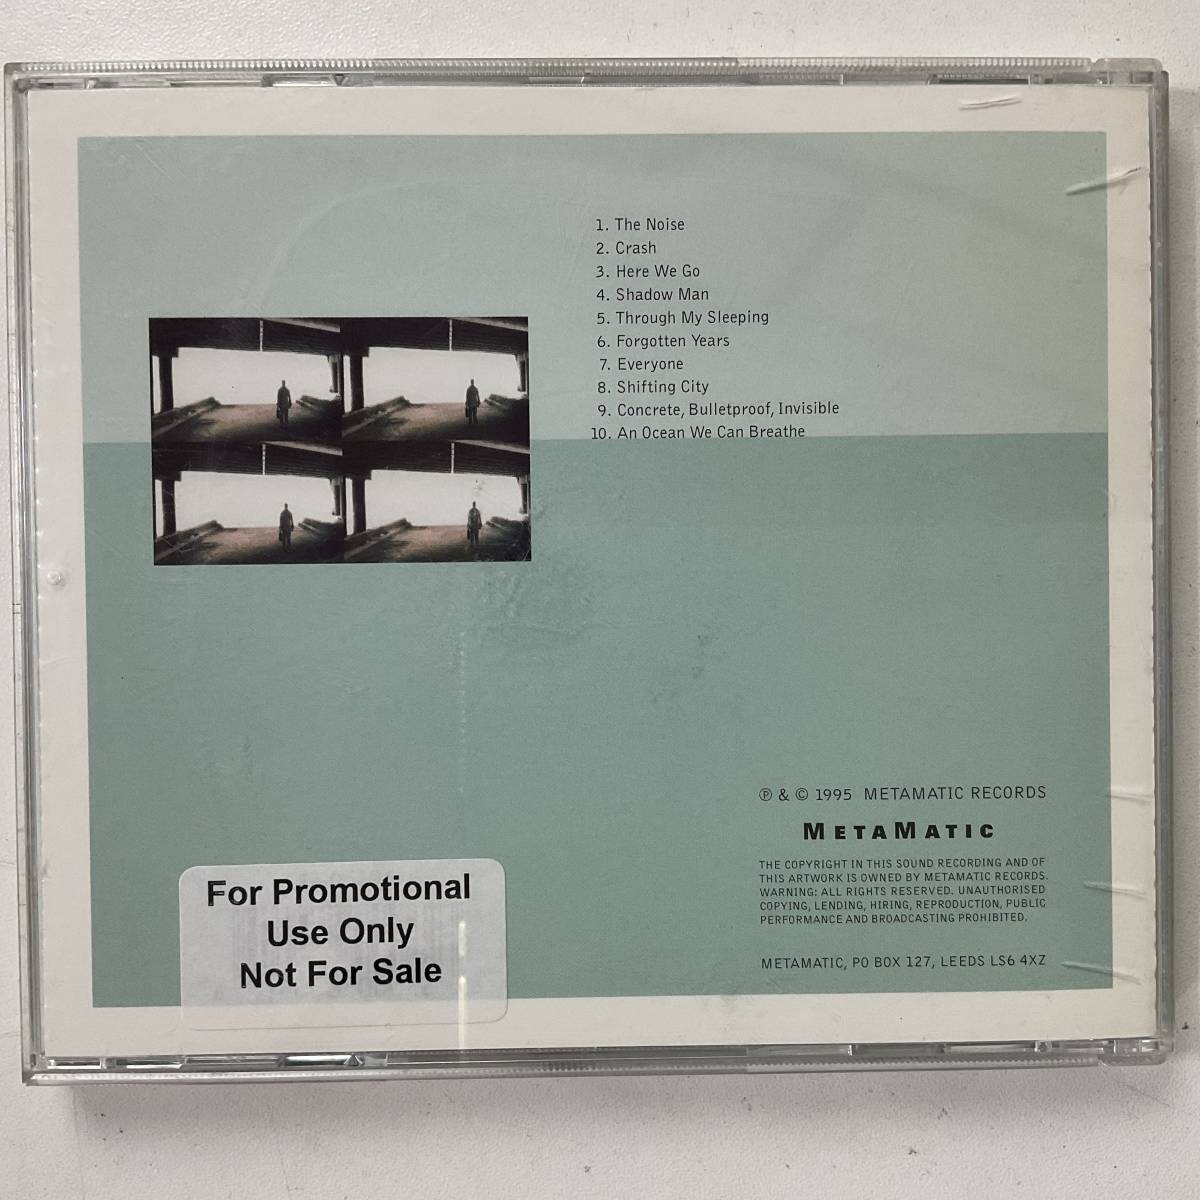 1. The Noise
2. Crash
3. Here We Go
4. Shadow Man
5. Through My Sleeping
6. Forgotten Years
7. Everyone
8. Shifting City
9. Concrete, Bulletproof, Invisible
10. An Ocean We Can Breathe
℗ & © 1995 METAMATIC RECORDS
METAMATIC
THE COPYRIGHT IN THIS SOUND RECORDING AND OF
THIS ARTWORK IS OWNED BY METAMATIC RECORDS.
WARNING: ALL RIGHTS RESERVED. UNAUTHORISED
COPYING, LENDING, HIRING, REPRODUCTION, PUBLIC
PERFORMANCE AND BROADCASTING PROHIBITED.
METAMATIC, PO BOX 127, LEEDS LS6 4XZ
For Promotional
Use Only
Not For Sale